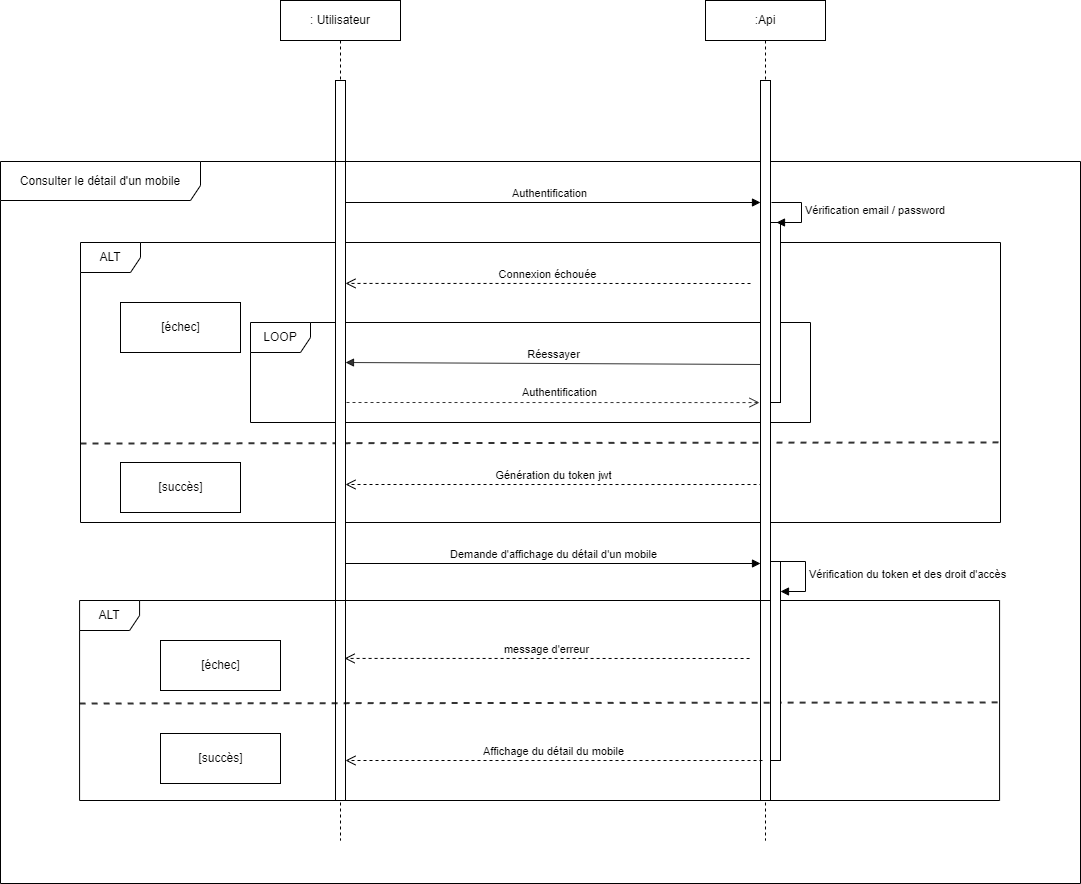 : Utilisateur
:Api
Consulter le détail d'un mobile
Authentification
Vérification email / password
ALT
Connexion échouée
[échec]
LOOP
Réessayer
Authentification
[succès]
Génération du token jwt
Demande d'affichage du détail d'un mobile
Vérification du token et des droit d'accès
ALT
message d'erreur
[échec]
Affichage du détail du mobile
[succès]